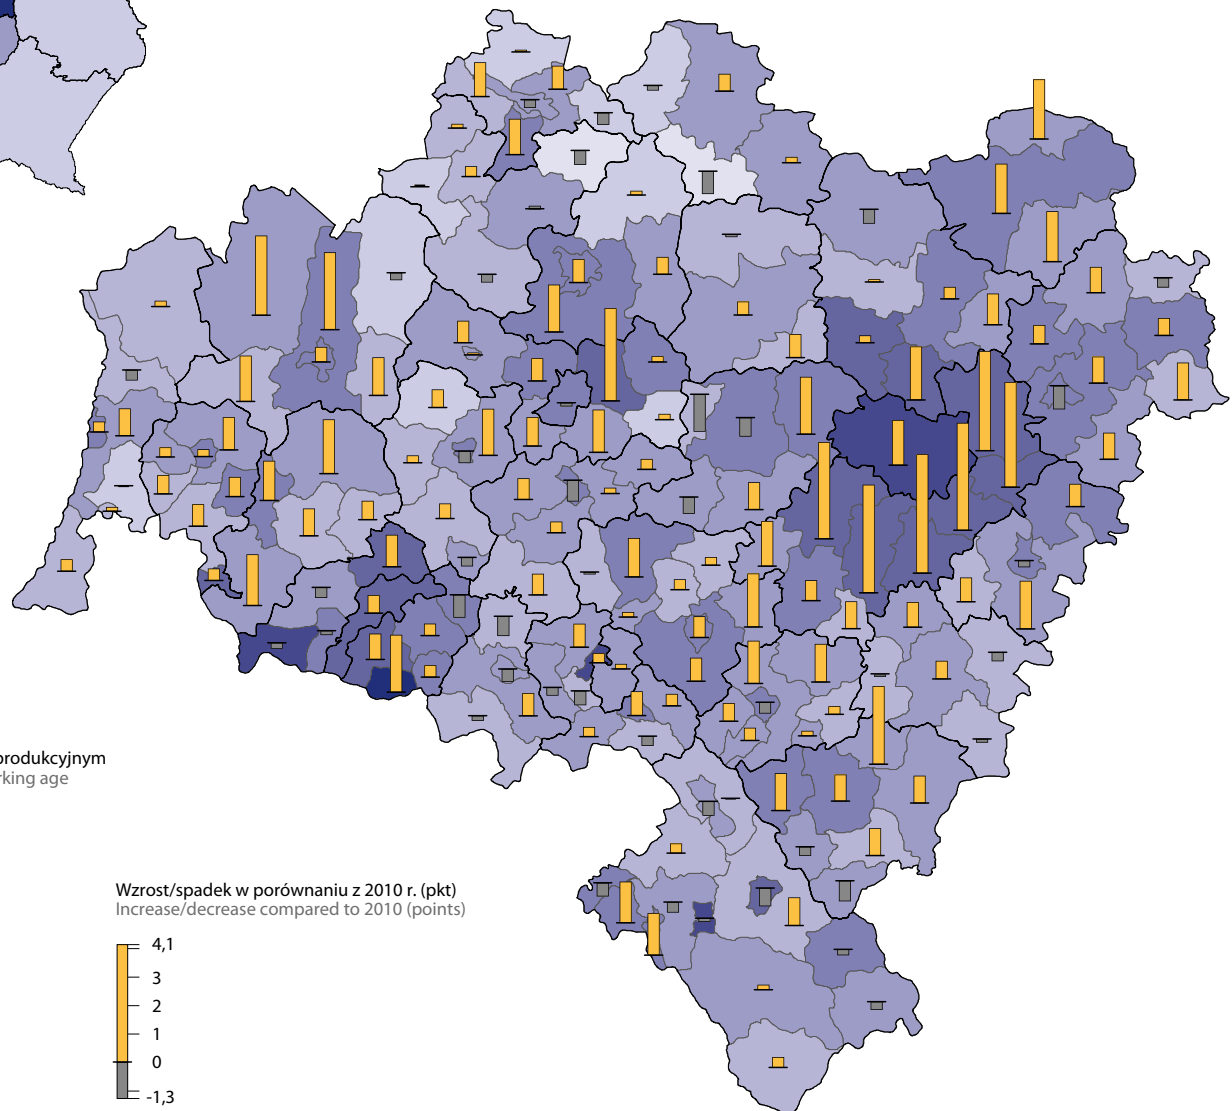 produkcyjnym
rking age
Wzrost/spadek w porównaniu z 2010 r. (pkt)
Increase/decrease compared to 2010 (points)
4,1
3
2
1
0
-1,3